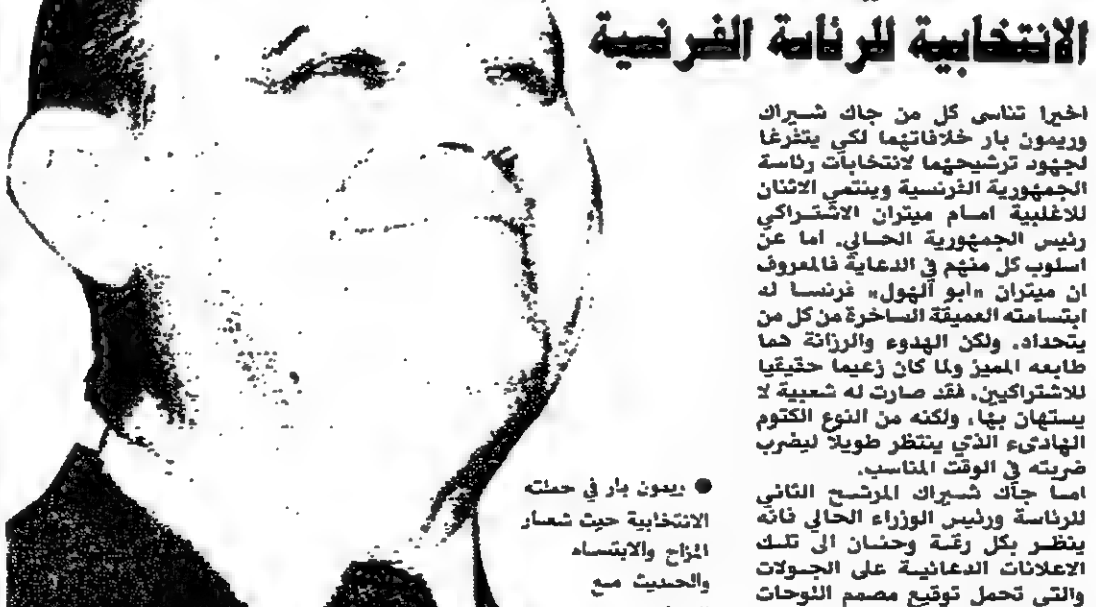 الانتخابية للرئاسة الفرنسية
اخيرا تناسى كل من جاك شيراك
وريمون بار خلافاتهما لكي يتفرغا
لجهود ترشيحهما لانتخابات رئاسة
الجمهورية الفرنسية وينتمي الاثنان
للاغلبية امام ميتران الاشتراكي
رئيس الجمهورية الحالي. اما عن
اسلوب كل منهم في الدعاية فالمعروف
ان ميتران «ابو الهول» فرنسا له
ابتسامته العميقة الساخرة من كل من
يتحداه. ولكن الهدوء والرزانة هما
طابعه المميز ولما كان زعيما حقيقيا
للاشتراكيين، فقد صارت له شعبية لا
يستهان بها، ولكنه من النوع الكتوم
الهادىء الذي ينتظر طويلا ليضرب
ضربته في الوقت المناسب.
اما جاك شيراك المرشح الثاني
للرئاسة ورئيس الوزراء الحالي فانه
ينظر بكل رقة وحنان الى تلك
الاعلانات الدعائية على الجولات
والتي تحمل توقيع مصمم اللوحات
● ريمون بار في حملته
الانتخابية حيث شعار
المزاح والابتسامة
والحديث مع